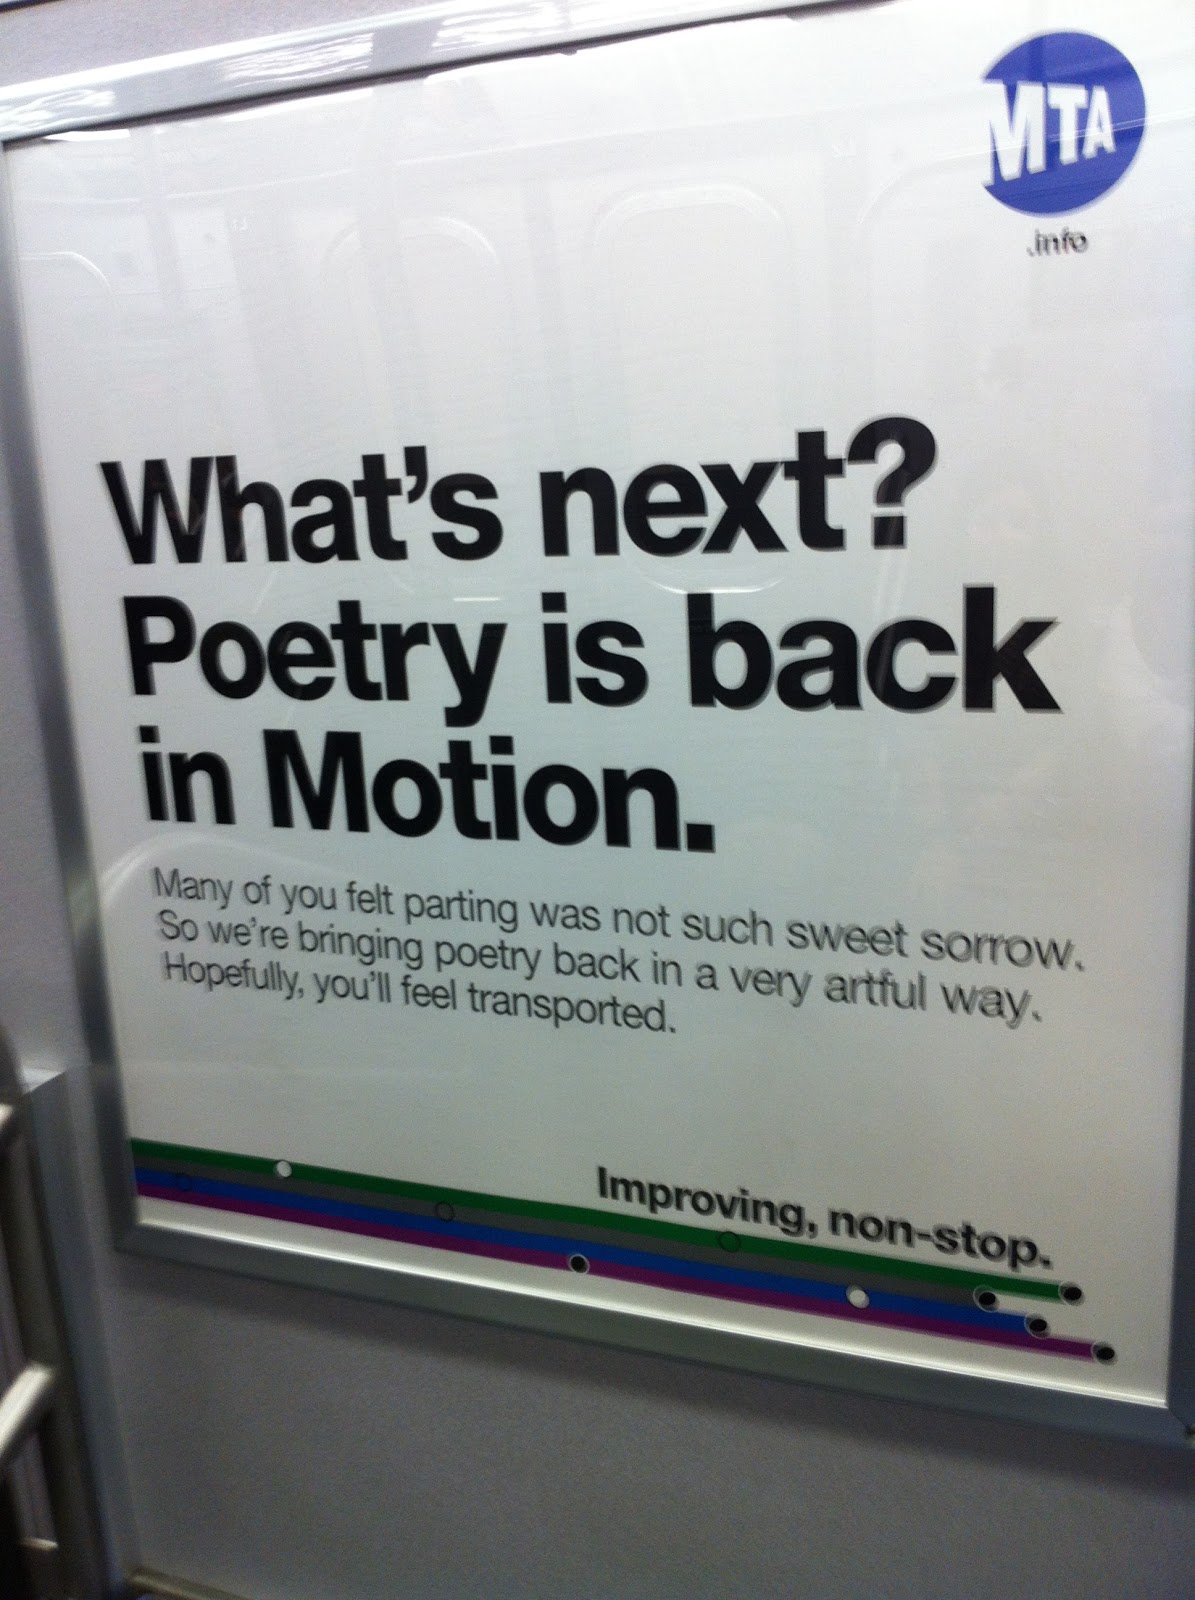 MTA
.info
What's next?
Poetry is back
in Motion.
Many of you felt parting was not such sweet sorrow.
So we're bringing poetry back in a very artful way.
Hopefully, you'll feel transported.
Improving, non-stop.